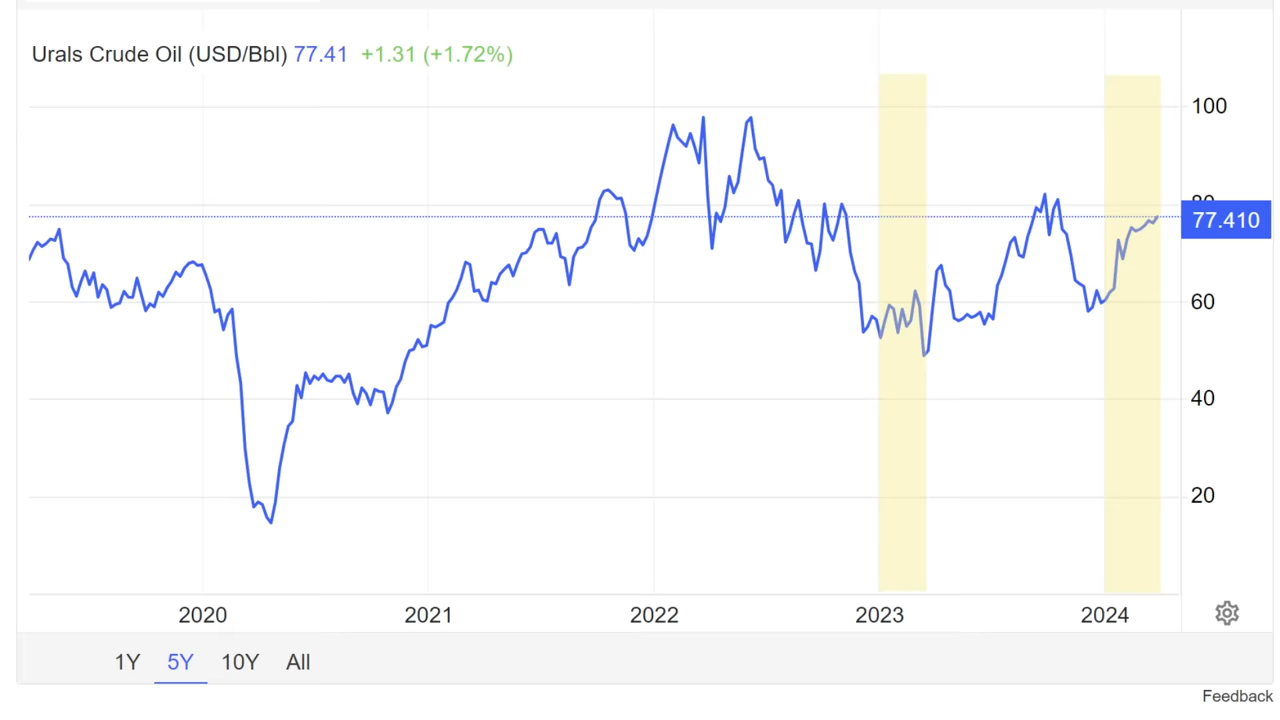 Urals Crude Oil (USD/Bbl) 77.41 +1.31 (+1.72%)
100
77.410
60
40
20
2020 2021 2022 2023 2024
1Y 5Y 10Y All
Feedback